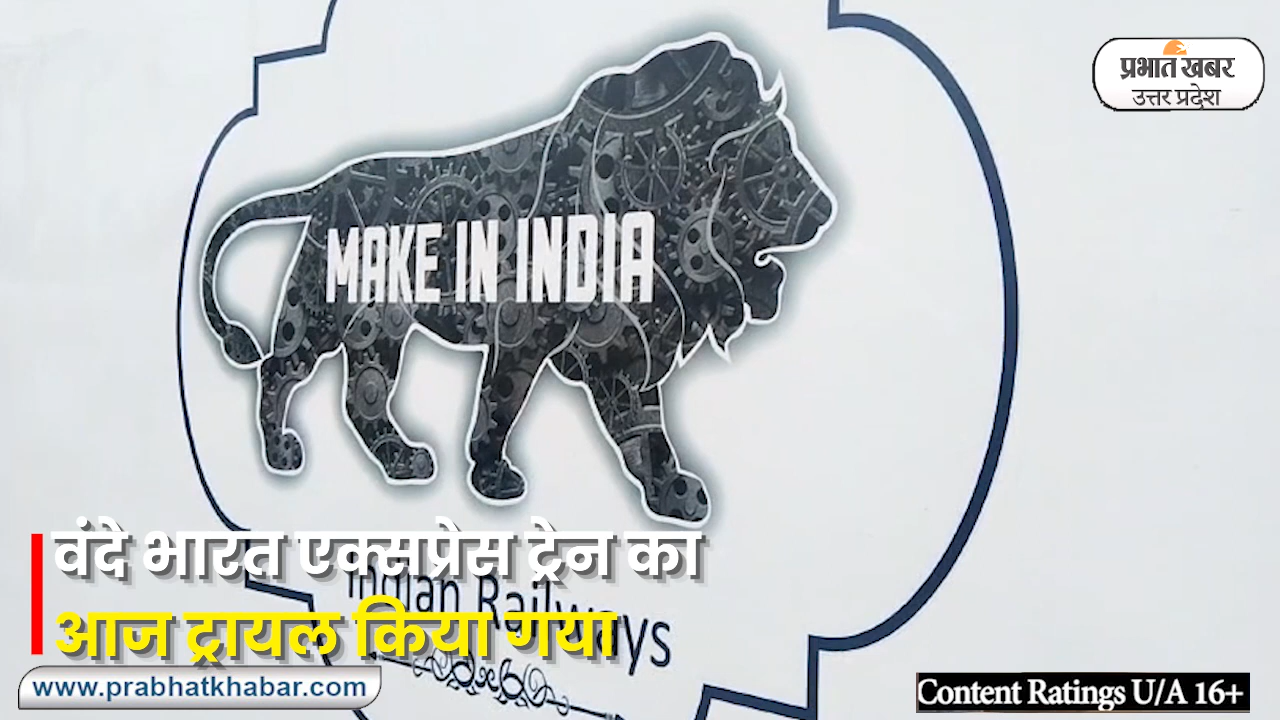 प्रभात खबर
उत्तर प्रदेश
MAKE IN INDIA
वंदे भारत एक्सप्रेस ट्रेन का
Indian Railways
आज ट्रायल किया गया
www.prabhatkhabar.com
Content Ratings U/A 16+